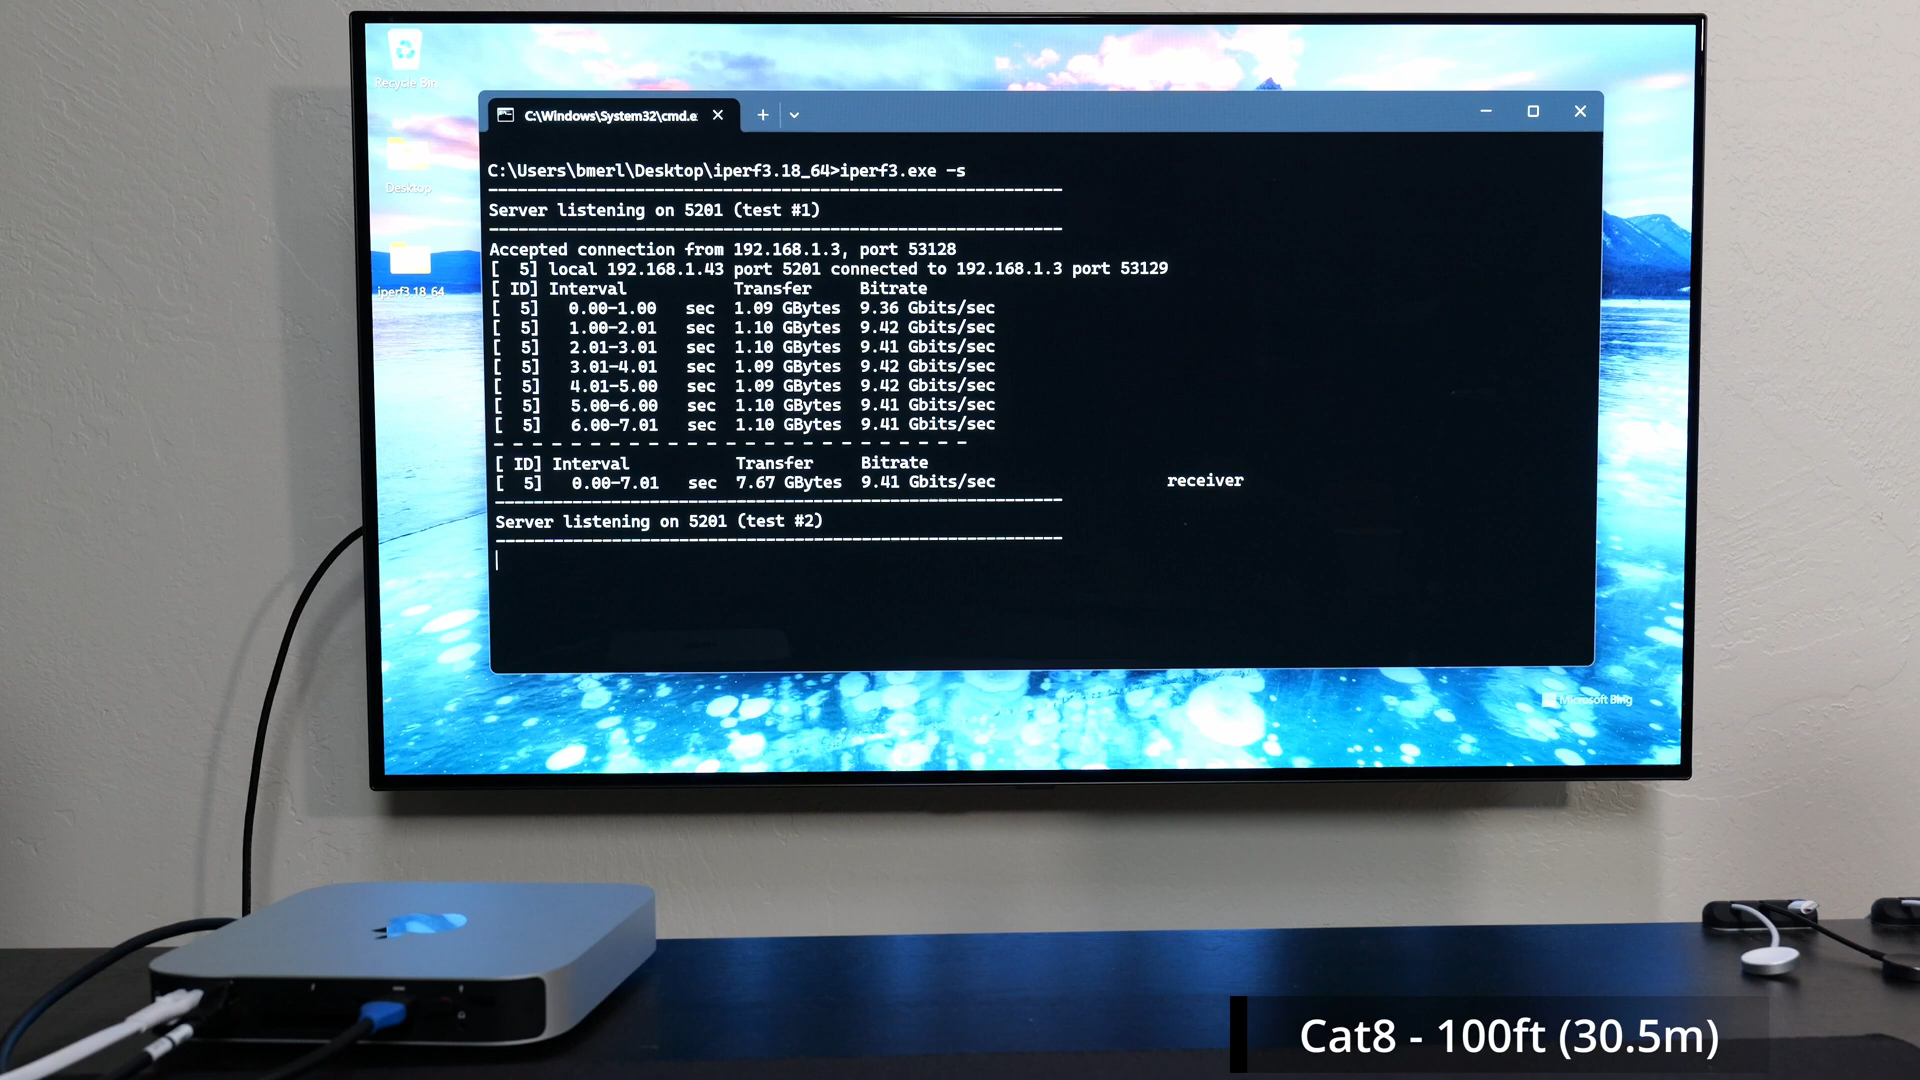 Recycle Bin
Desktop
iperf3.18_64
C:\Windows\System32\cmd.e
C:\Users\bmerl\Desktop\iperf3.18_64>iperf3.exe -s
-----------------------------------------------------------
Server listening on 5201 (test #1)
-----------------------------------------------------------
Accepted connection from 192.168.1.3, port 53128
[  5] local 192.168.1.43 port 5201 connected to 192.168.1.3 port 53129
[ ID] Interval           Transfer     Bitrate
[  5]   0.00-1.00   sec  1.09 GBytes  9.36 Gbits/sec
[  5]   1.00-2.01   sec  1.10 GBytes  9.42 Gbits/sec
[  5]   2.01-3.01   sec  1.10 GBytes  9.41 Gbits/sec
[  5]   3.01-4.01   sec  1.09 GBytes  9.42 Gbits/sec
[  5]   4.01-5.00   sec  1.09 GBytes  9.42 Gbits/sec
[  5]   5.00-6.00   sec  1.10 GBytes  9.41 Gbits/sec
[  5]   6.00-7.01   sec  1.10 GBytes  9.41 Gbits/sec
- - - - - - - - - - - - - - - - - - - - - - - - -
[ ID] Interval           Transfer     Bitrate
[  5]   0.00-7.01   sec  7.67 GBytes  9.41 Gbits/sec                  receiver
-----------------------------------------------------------
Server listening on 5201 (test #2)
-----------------------------------------------------------
Microsoft Bing
Cat8 - 100ft (30.5m)